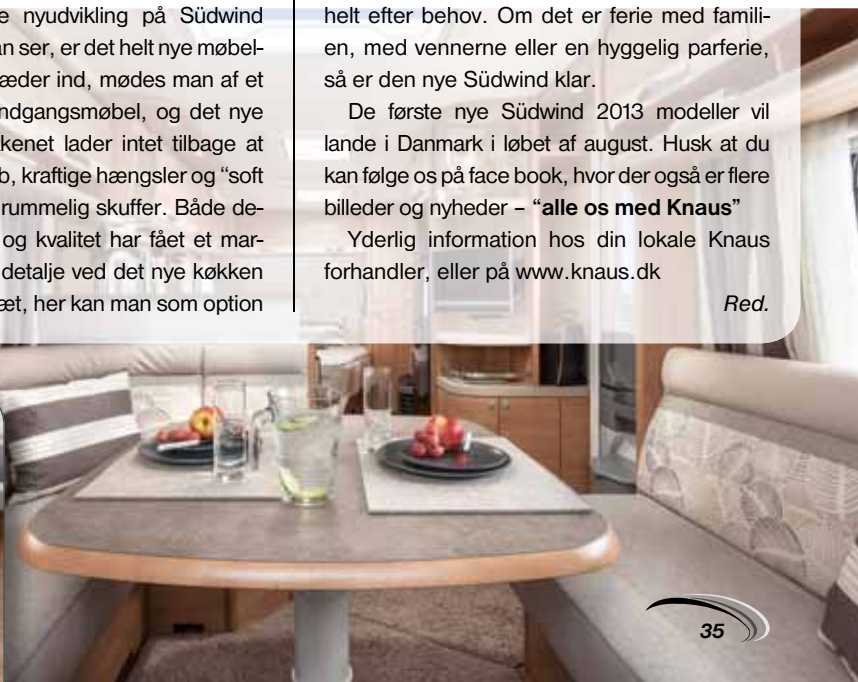 e nyudvikling på Südwind
an ser, er det helt nye møbel-
æder ind, mødes man af et
ndgangsmøbel, og det nye
kenet lader intet tilbage at
b, kraftige hængsler og “soft
rummelig skuffer. Både de-
og kvalitet har fået et mar-
detalje ved det nye køkken
æt, her kan man som option
helt efter behov. Om det er ferie med famili-
en, med vennerne eller en hyggelig parferie,
så er den nye Südwind klar.
De første nye Südwind 2013 modeller vil
lande i Danmark i løbet af august. Husk at du
kan følge os på face book, hvor der også er flere
billeder og nyheder – “alle os med Knaus”
Yderlig information hos din lokale Knaus
forhandler, eller på www.knaus.dk
Red.
35